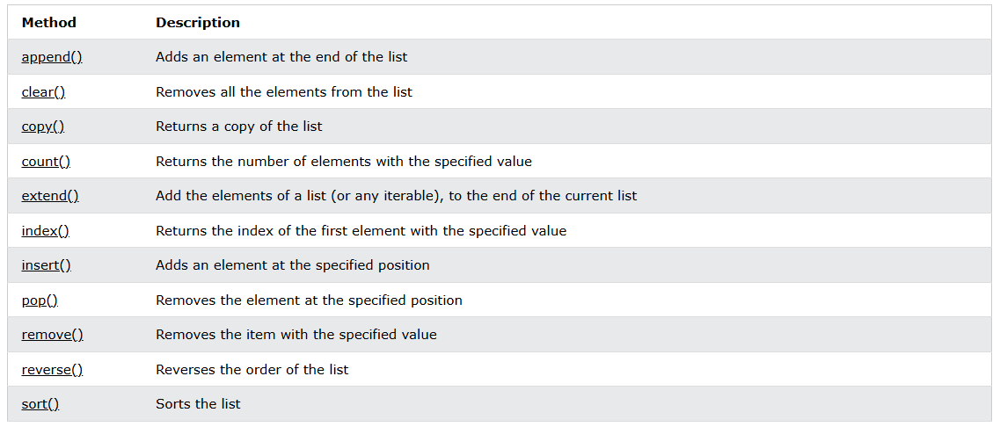 Method Description
append() Adds an element at the end of the list
clear() Removes all the elements from the list
copy() Returns a copy of the list
count() Returns the number of elements with the specified value
extend() Add the elements of a list (or any iterable), to the end of the current list
index() Returns the index of the first element with the specified value
insert() Adds an element at the specified position
pop() Removes the element at the specified position
remove() Removes the item with the specified value
reverse() Reverses the order of the list
sort() Sorts the list